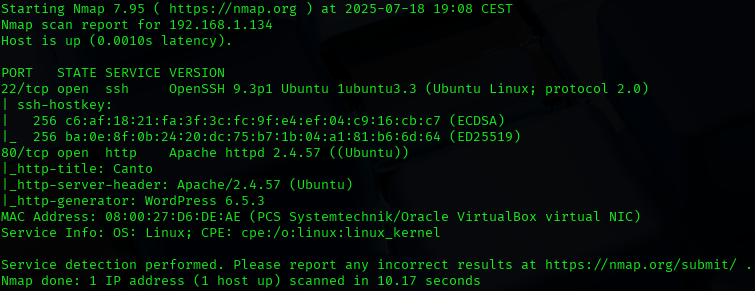 Starting Nmap 7.95 ( https://nmap.org ) at 2025-07-18 19:08 CEST
Nmap scan report for 192.168.1.134
Host is up (0.0010s latency).

PORT   STATE SERVICE VERSION
22/tcp open  ssh     OpenSSH 9.3p1 Ubuntu 1ubuntu3.3 (Ubuntu Linux; protocol 2.0)
| ssh-hostkey:
|   256 c6:af:18:21:fa:3f:3c:fc:9f:e4:ef:04:c9:16:cb:c7 (ECDSA)
|_  256 ba:0e:8f:0b:24:20:dc:75:b7:1b:04:a1:81:b6:6d:64 (ED25519)
80/tcp open  http    Apache httpd 2.4.57 ((Ubuntu))
|_http-title: Canto
|_http-server-header: Apache/2.4.57 (Ubuntu)
|_http-generator: WordPress 6.5.3
MAC Address: 08:00:27:D6:DE:AE (PCS Systemtechnik/Oracle VirtualBox virtual NIC)
Service Info: OS: Linux; CPE: cpe:/o:linux:linux_kernel

Service detection performed. Please report any incorrect results at https://nmap.org/submit/ .
Nmap done: 1 IP address (1 host up) scanned in 10.17 seconds